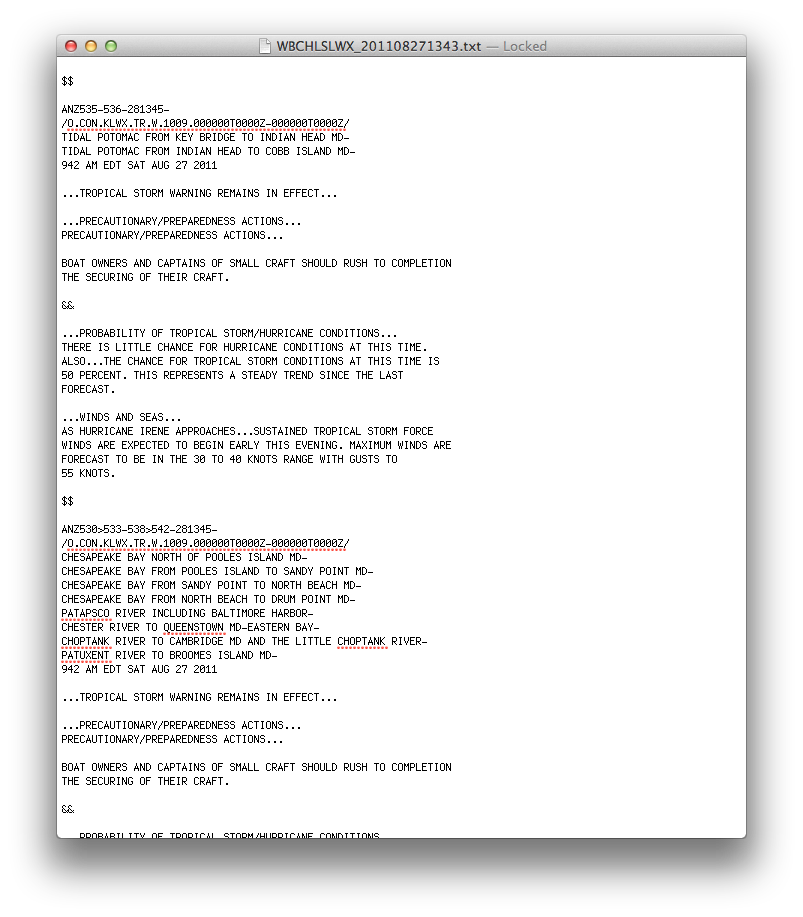 WBCHLSLWX_201108271343.txt — Locked
$$
ANZ535-536-281345-
/O.CON.KLWX.TR.W.1009.000000T0000Z-000000T0000Z/
TIDAL POTOMAC FROM KEY BRIDGE TO INDIAN HEAD MD-
TIDAL POTOMAC FROM INDIAN HEAD TO COBB ISLAND MD-
942 AM EDT SAT AUG 27 2011
...TROPICAL STORM WARNING REMAINS IN EFFECT...
...PRECAUTIONARY/PREPAREDNESS ACTIONS...
PRECAUTIONARY/PREPAREDNESS ACTIONS...
BOAT OWNERS AND CAPTAINS OF SMALL CRAFT SHOULD RUSH TO COMPLETION
THE SECURING OF THEIR CRAFT.
&&
...PROBABILITY OF TROPICAL STORM/HURRICANE CONDITIONS...
THERE IS LITTLE CHANCE FOR HURRICANE CONDITIONS AT THIS TIME.
ALSO...THE CHANCE FOR TROPICAL STORM CONDITIONS AT THIS TIME IS
50 PERCENT. THIS REPRESENTS A STEADY TREND SINCE THE LAST
FORECAST.
...WINDS AND SEAS...
AS HURRICANE IRENE APPROACHES...SUSTAINED TROPICAL STORM FORCE
WINDS ARE EXPECTED TO BEGIN EARLY THIS EVENING. MAXIMUM WINDS ARE
FORECAST TO BE IN THE 30 TO 40 KNOTS RANGE WITH GUSTS TO
55 KNOTS.
$$
ANZ530>533-538>542-281345-
/O.CON.KLWX.TR.W.1009.000000T0000Z-000000T0000Z/
CHESAPEAKE BAY NORTH OF POOLES ISLAND MD-
CHESAPEAKE BAY FROM POOLES ISLAND TO SANDY POINT MD-
CHESAPEAKE BAY FROM SANDY POINT TO NORTH BEACH MD-
CHESAPEAKE BAY FROM NORTH BEACH TO DRUM POINT MD-
PATAPSCO RIVER INCLUDING BALTIMORE HARBOR-
CHESTER RIVER TO QUEENSTOWN MD-EASTERN BAY-
CHOPTANK RIVER TO CAMBRIDGE MD AND THE LITTLE CHOPTANK RIVER-
PATUXENT RIVER TO BROOMES ISLAND MD-
942 AM EDT SAT AUG 27 2011
...TROPICAL STORM WARNING REMAINS IN EFFECT...
...PRECAUTIONARY/PREPAREDNESS ACTIONS...
PRECAUTIONARY/PREPAREDNESS ACTIONS...
BOAT OWNERS AND CAPTAINS OF SMALL CRAFT SHOULD RUSH TO COMPLETION
THE SECURING OF THEIR CRAFT.
&&
...PROBABILITY OF TROPICAL STORM/HURRICANE CONDITIONS...